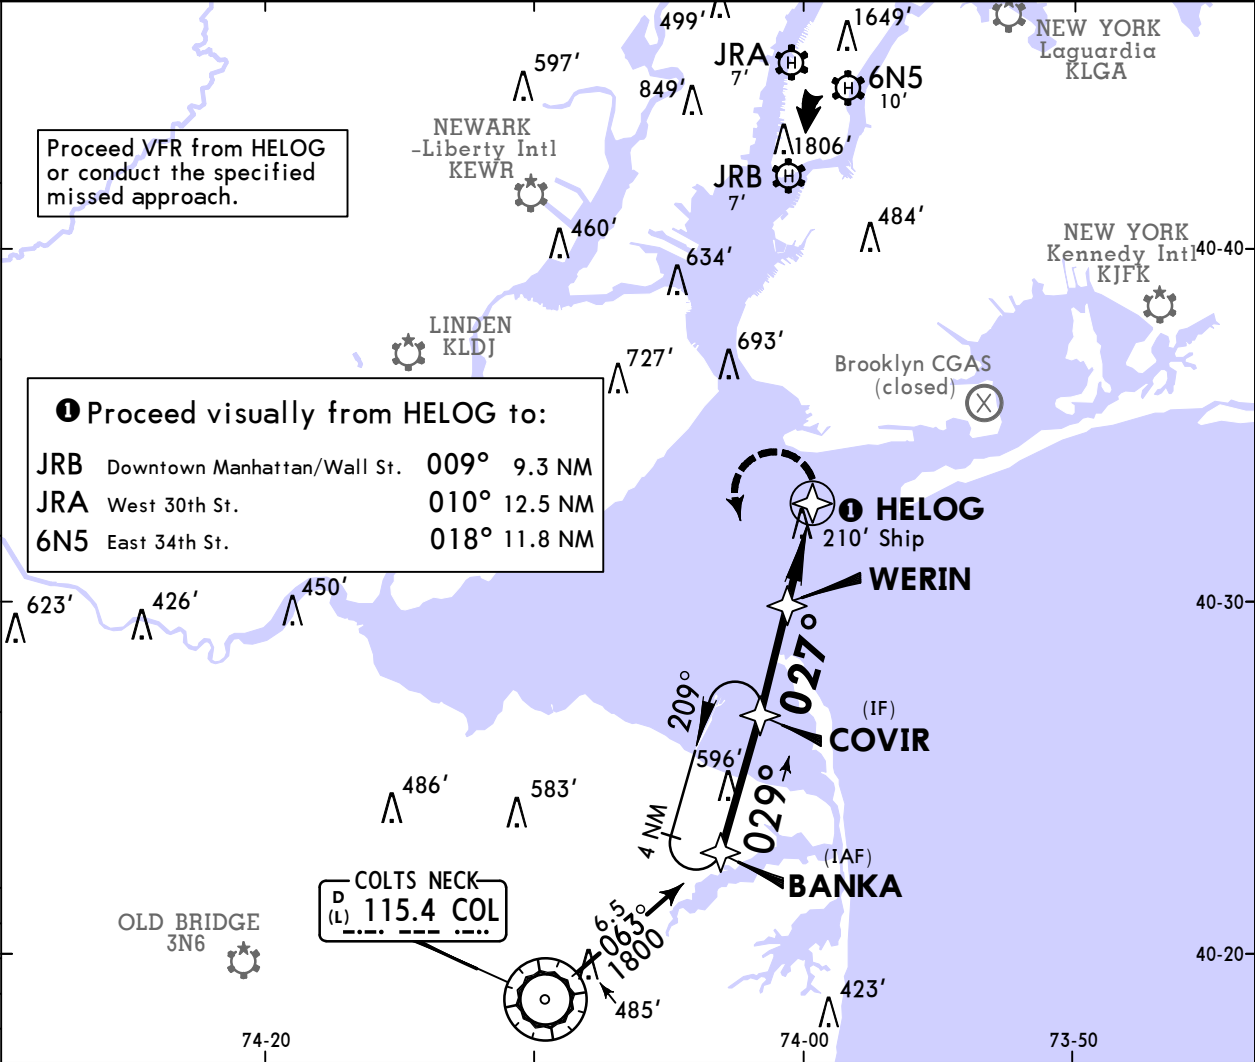 499'
1649'
NEW YORK
Laguardia
KLGA
JRA
7'
597'
849'
6N5
10'
NEWARK
-Liberty Intl
KEWR
Proceed VFR from HELOG
or conduct the specified
missed approach.
1806'
JRB
7'
460'
484'
NEW YORK
Kennedy Intl
KJFK
40-40
634'
LINDEN
KLDJ
693'
727'
Brooklyn CGAS
(closed)
X
1 Proceed visually from HELOG to:
JRB Downtown Manhattan/Wall St. 009° 9.3 NM
JRA West 30th St. 010° 12.5 NM
6N5 East 34th St. 018° 11.8 NM
1 HELOG
210' Ship
WERIN
623'
426'
450'
40-30
027°
209°
(IF)
COVIR
596'
029°
486'
583'
4 NM
(IAF)
BANKA
COLTS NECK
D
(L) 115.4 COL
6.5
063°
1800
OLD BRIDGE
3N6
485'
423'
40-20
74-20
74-00
73-50
H
H
H